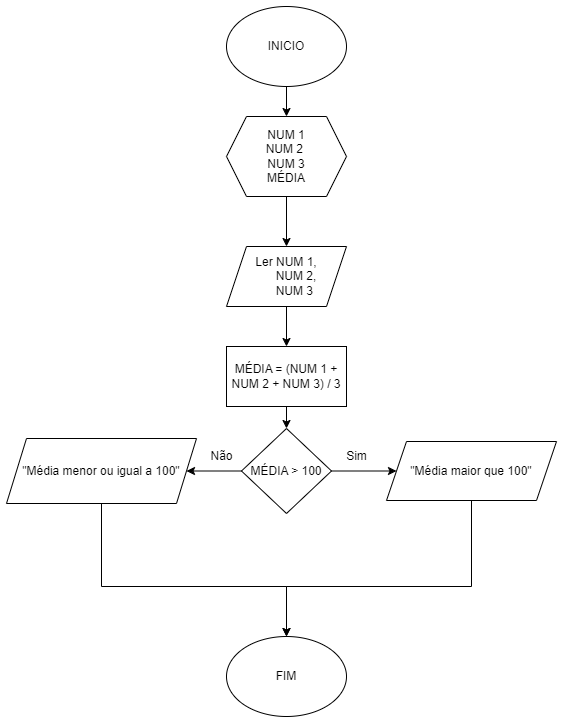 INICIO
NUM 1
NUM 2
NUM 3
MÉDIA
Ler NUM 1,
NUM 2,
NUM 3
MÉDIA = (NUM 1 +
NUM 2 + NUM 3) / 3
Não
Sim
"Média menor ou igual a 100"
MÉDIA > 100
"Média maior que 100"
FIM